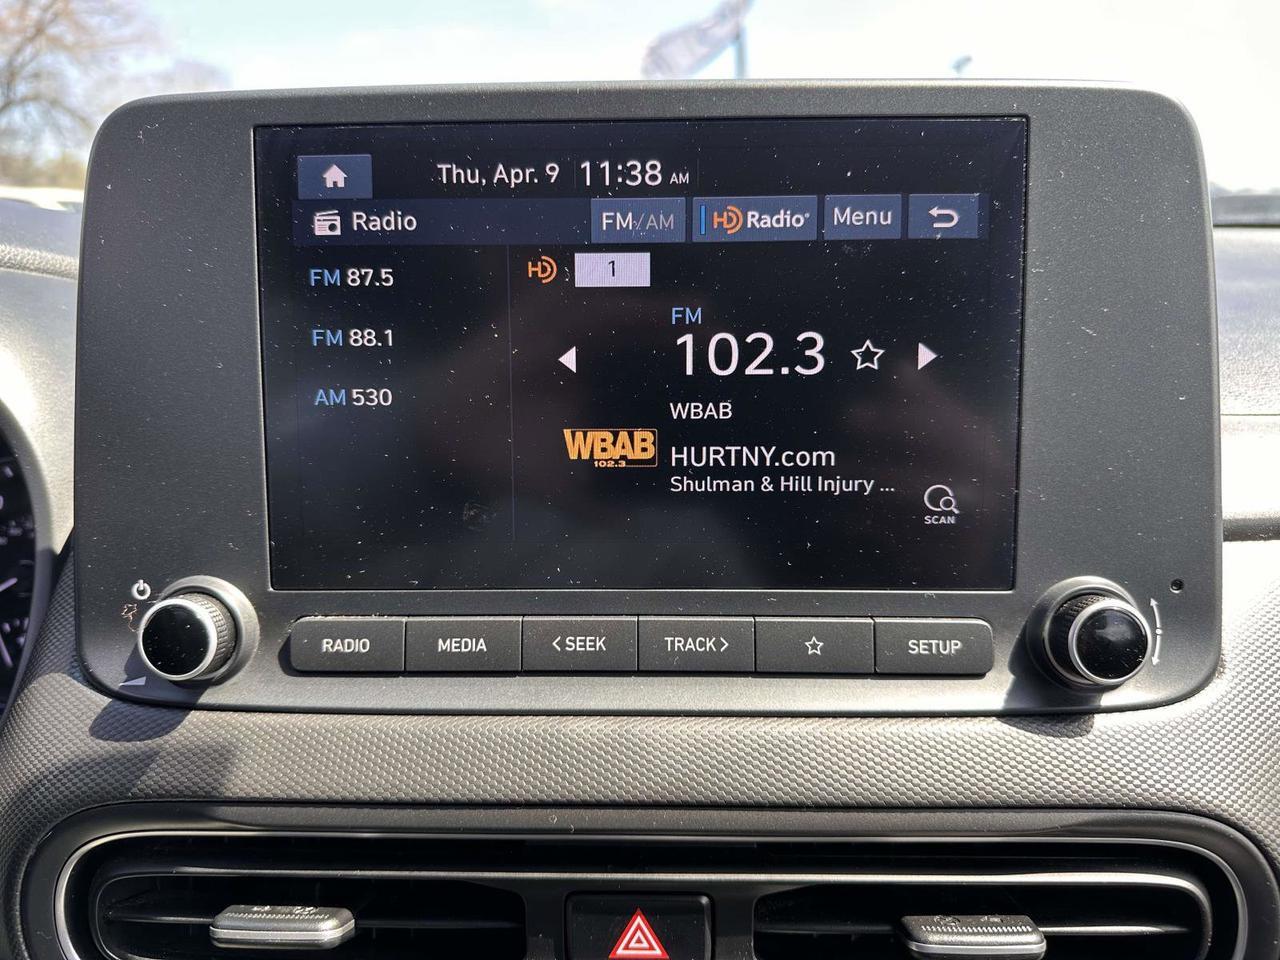 Thu, Apr. 9 11:38 AM
Radio FM/AM HD Radio® Menu
FM 87.5
HD 1
FM 88.1
FM
102.3
AM 530
WBAB
WBAB
102.3
HURTNY.com
Shulman & Hill Injury ...
SCAN
RADIO MEDIA <SEEK TRACK> SETUP